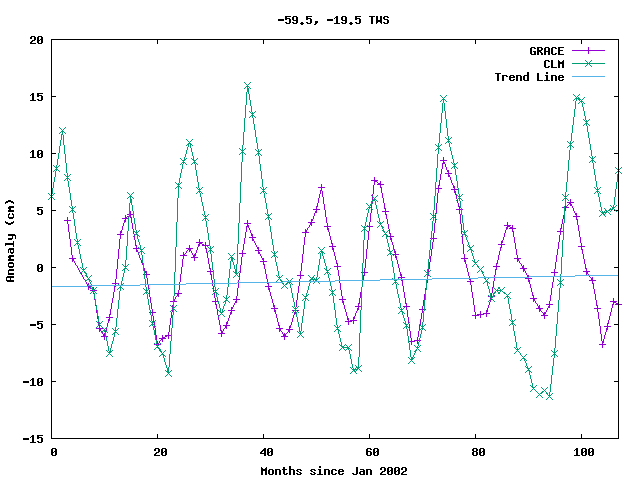 -59.5, -19.5 TWS
GRACE
CLM
Trend Line
20
15
10
5
0
-5
-10
-15
Anomaly (cm)
0 20 40 60 80 100
Months since Jan 2002